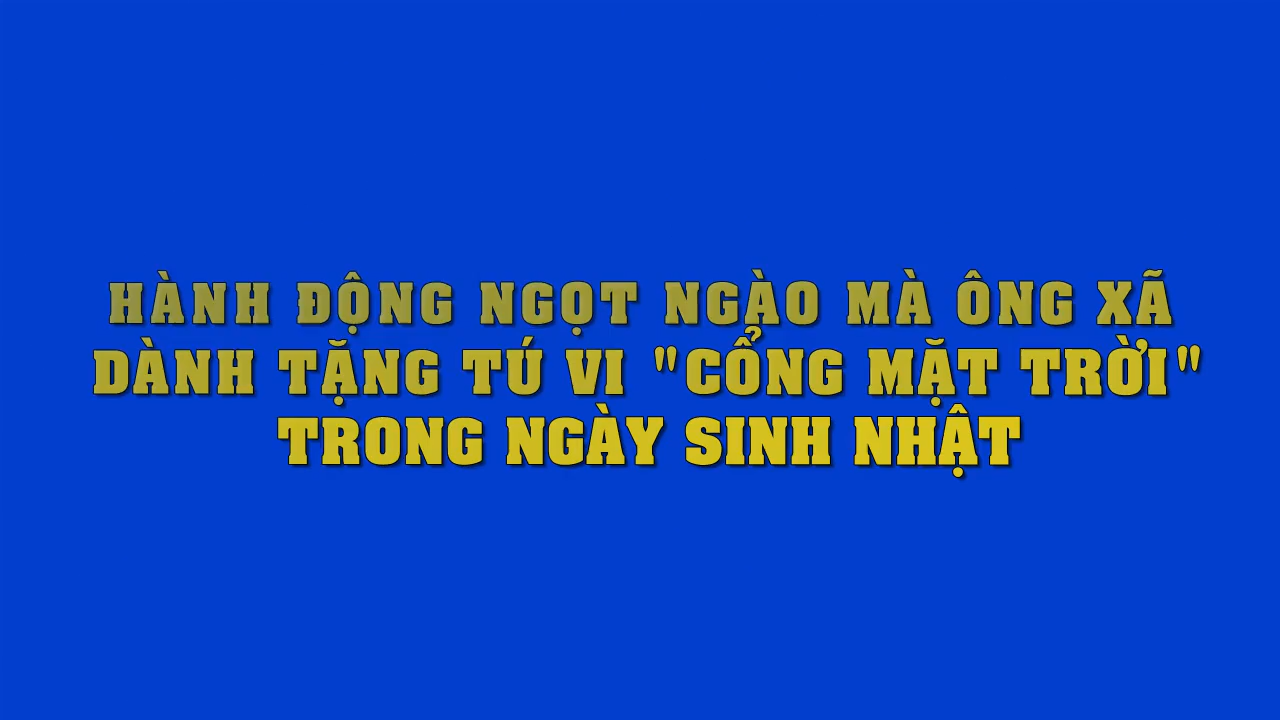 HÀNH ĐỘNG NGỌT NGÀO MÀ ÔNG XÃ
DÀNH TẶNG TÚ VI "CỔNG MẶT TRỜI"
TRONG NGÀY SINH NHẬT